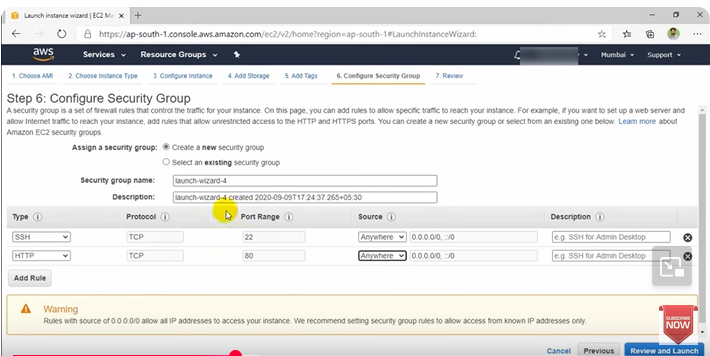 Launch instance wizard | EC2 M
https://ap-south-1.console.aws.amazon.com/ec2/v2/home?region=ap-south-1#LaunchInstanceWizard:
aws Services Resource Groups Mumbai Support
1. Choose AMI 2. Choose Instance Type 3. Configure Instance 4. Add Storage 5. Add Tags 6. Configure Security Group 7. Review
Step 6: Configure Security Group
A security group is a set of firewall rules that control the traffic for your instance. On this page, you can add rules to allow specific traffic to reach your instance. For example, if you want to set up a web server and
allow Internet traffic to reach your instance, add rules that allow unrestricted access to the HTTP and HTTPS ports. You can create a new security group or select from an existing one below. Learn more about
Amazon EC2 security groups.
Assign a security group: Create a new security group
Select an existing security group
Security group name: launch-wizard-4
Description: launch-wizard-4 created 2020-09-09T17:24:37.265+05:30
Type Protocol Port Range Source Description
SSH TCP 22 Anywhere 0.0.0.0/0, ::/0 e.g. SSH for Admin Desktop
HTTP TCP 80 Anywhere 0.0.0.0/0, ::/0 e.g. SSH for Admin Desktop
Add Rule
Warning
Rules with source of 0.0.0.0/0 allow all IP addresses to access your instance. We recommend setting security group rules to allow access from known IP addresses only.
SUBSCRIBE
NOW
Cancel Previous Review and Launch